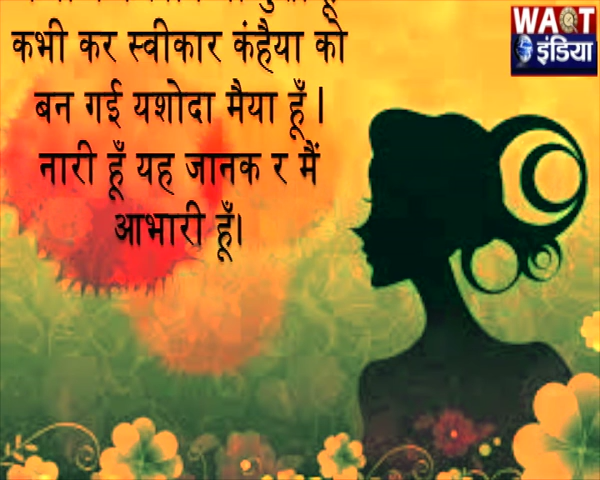 कभी कर स्वीकार कंहैया को
बन गई यशोदा मैया हूँ।
नारी हूँ यह जानक र मैं
आभारी हूँ।
WAQT
इंडिया